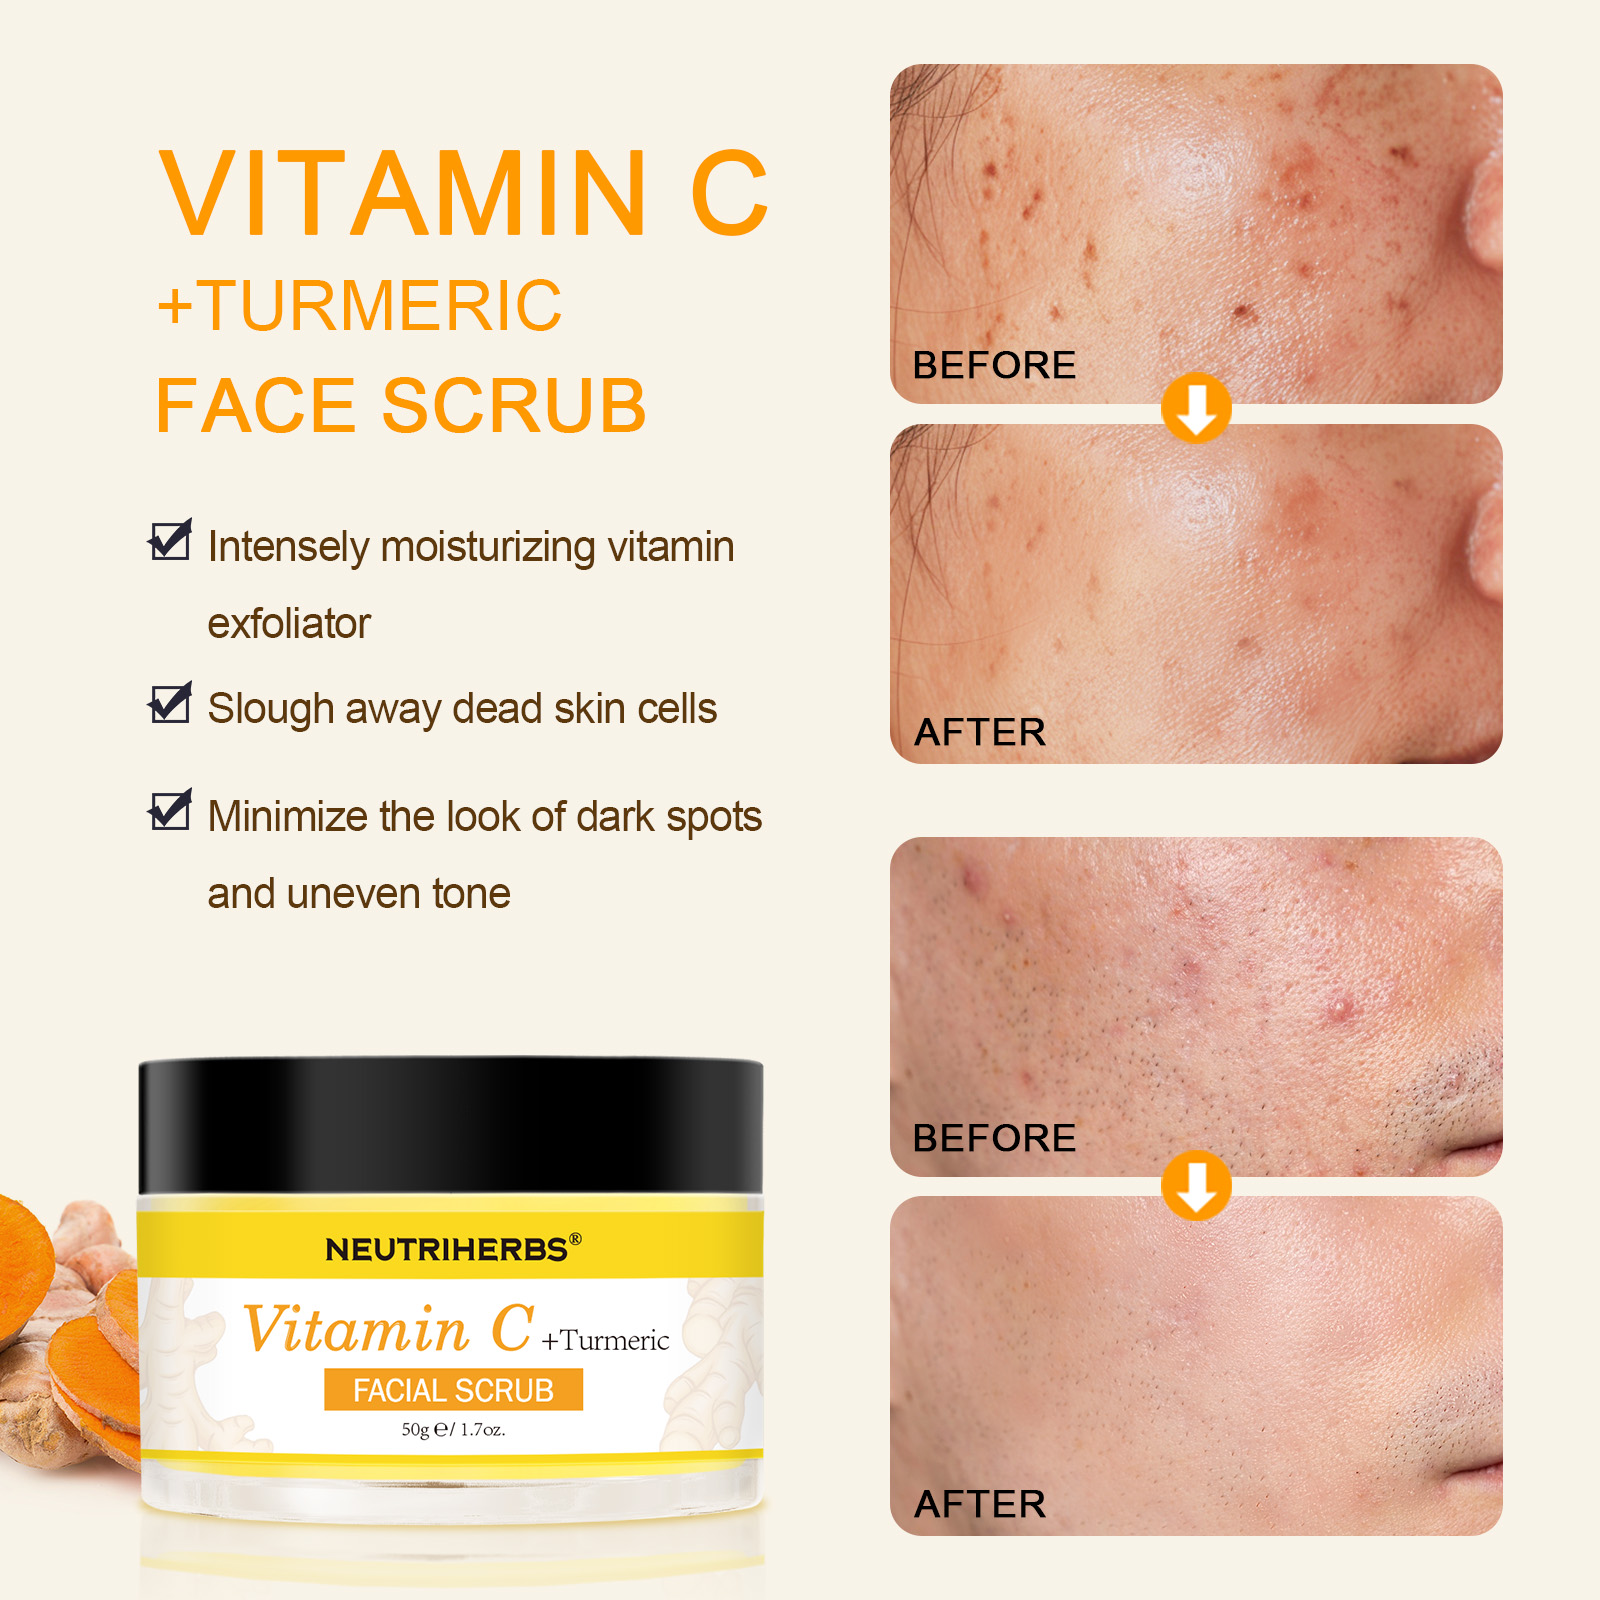 VITAMIN C
+TURMERIC
FACE SCRUB
Intensely moisturizing vitamin
exfoliator
Slough away dead skin cells
Minimize the look of dark spots
and uneven tone
NEUTRIHERBS®
Vitamin C +Turmeric
FACIAL SCRUB
50g ℮/ 1.7oz.
BEFORE
AFTER
BEFORE
AFTER